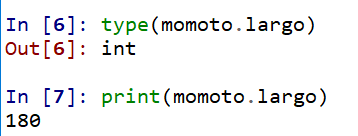 In [6]: type(momoto.largo)
Out[6]: int
In [7]: print(momoto.largo)
180